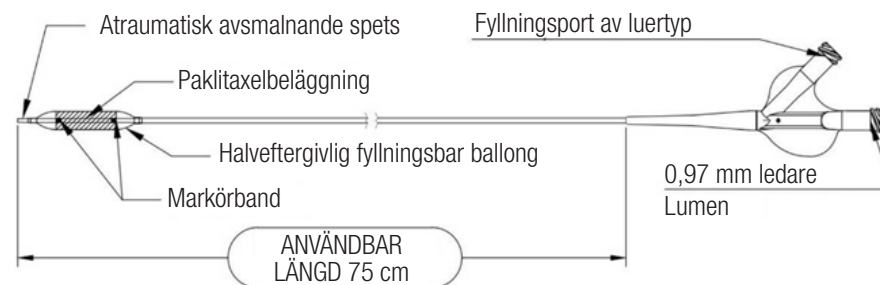 Atraumatisk avsmalnande spets
Fyllningsport av luertyp
Paklitaxelbeläggning
Halveftergivlig fyllningsbar ballong
0,97 mm ledare
Lumen
Markörband
ANVÄNDBAR
LÄNGD 75 cm